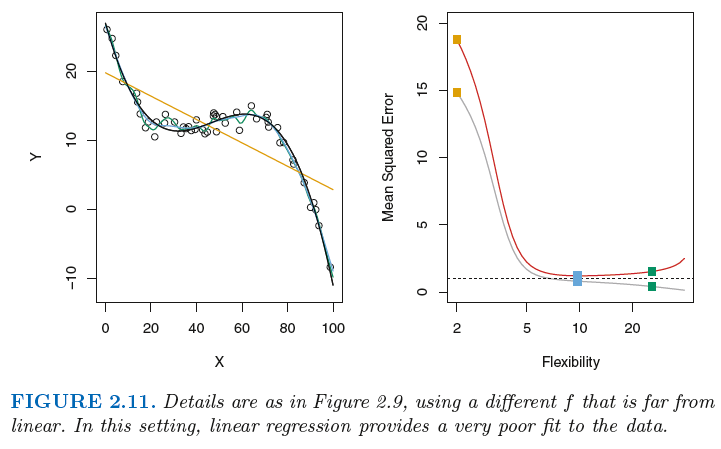 Y
20
10
0
−10
0 20 40 60 80 100
X
Mean Squared Error
20
15
10
5
0
2 5 10 20
Flexibility
FIGURE 2.11. Details are as in Figure 2.9, using a different f that is far from
linear. In this setting, linear regression provides a very poor fit to the data.